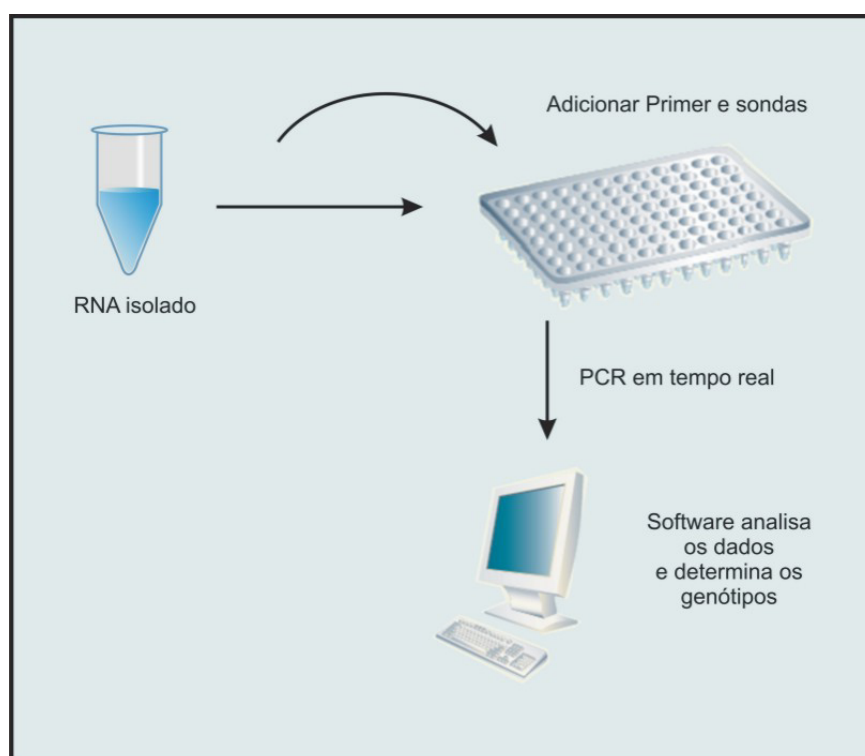 Adicionar Primer e sondas
RNA isolado
PCR em tempo real
Software analisa
os dados
e determina os
genótipos